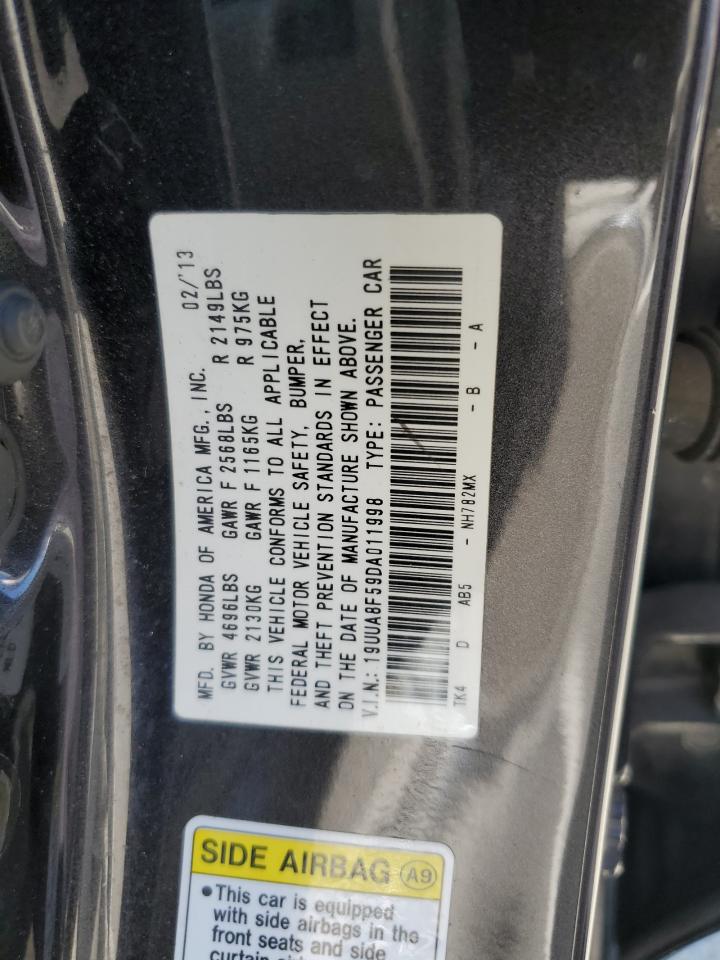 MFD. BY HONDA OF AMERICA MFG., INC. 02/'13
GVWR 4696LBS GAWR F 2568LBS R 2149LBS
GVWR 2130KG GAWR F 1165KG R 975KG
THIS VEHICLE CONFORMS TO ALL APPLICABLE
FEDERAL MOTOR VEHICLE SAFETY, BUMPER,
AND THEFT PREVENTION STANDARDS IN EFFECT
ON THE DATE OF MANUFACTURE SHOWN ABOVE.
V.I.N.: 19UUA8F59DA011998 TYPE: PASSENGER CAR
TK4 D AB5 - NH782MX - B - A
SIDE AIRBAG A9
•This car is equipped
with side airbags in the
front seats and side
curtain